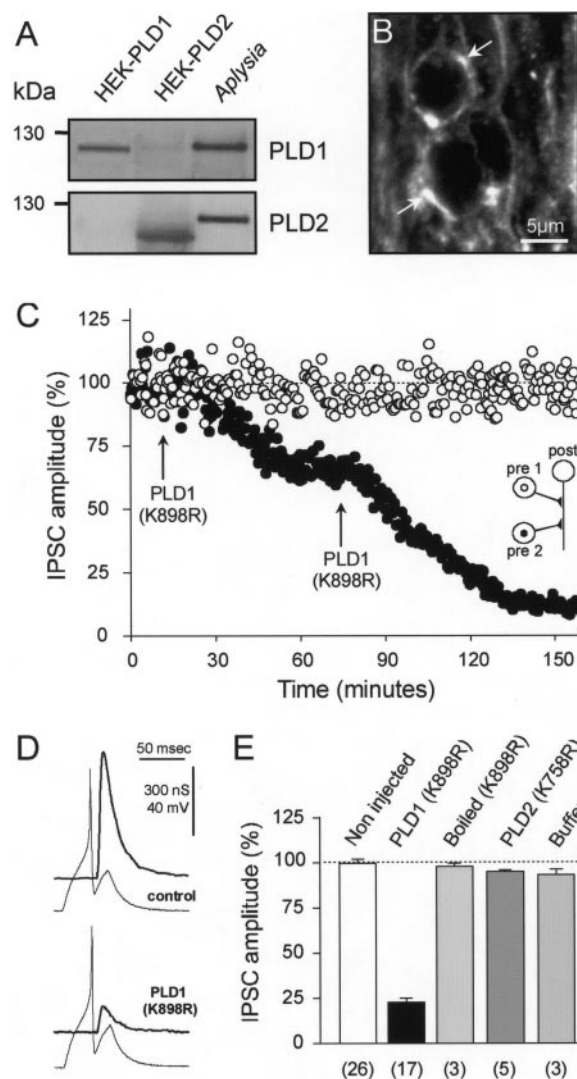 A
HEK-PLD1
HEK-PLD2
Aplysia
kDa
130
PLD1
130
PLD2
B
5µm
C
IPSC amplitude (%)
125
100
75
50
25
0
PLD1
(K898R)
PLD1
(K898R)
post
pre 1
pre 2
0 30 60 90 120 150
Time (minutes)
D
50 msec
300 nS
40 mV
control
PLD1
(K898R)
E
IPSC amplitude (%)
125
100
75
50
25
0
Non injected
PLD1 (K898R)
Boiled (K898R)
PLD2 (K758R)
Buffe
(26) (17) (3) (5) (3)